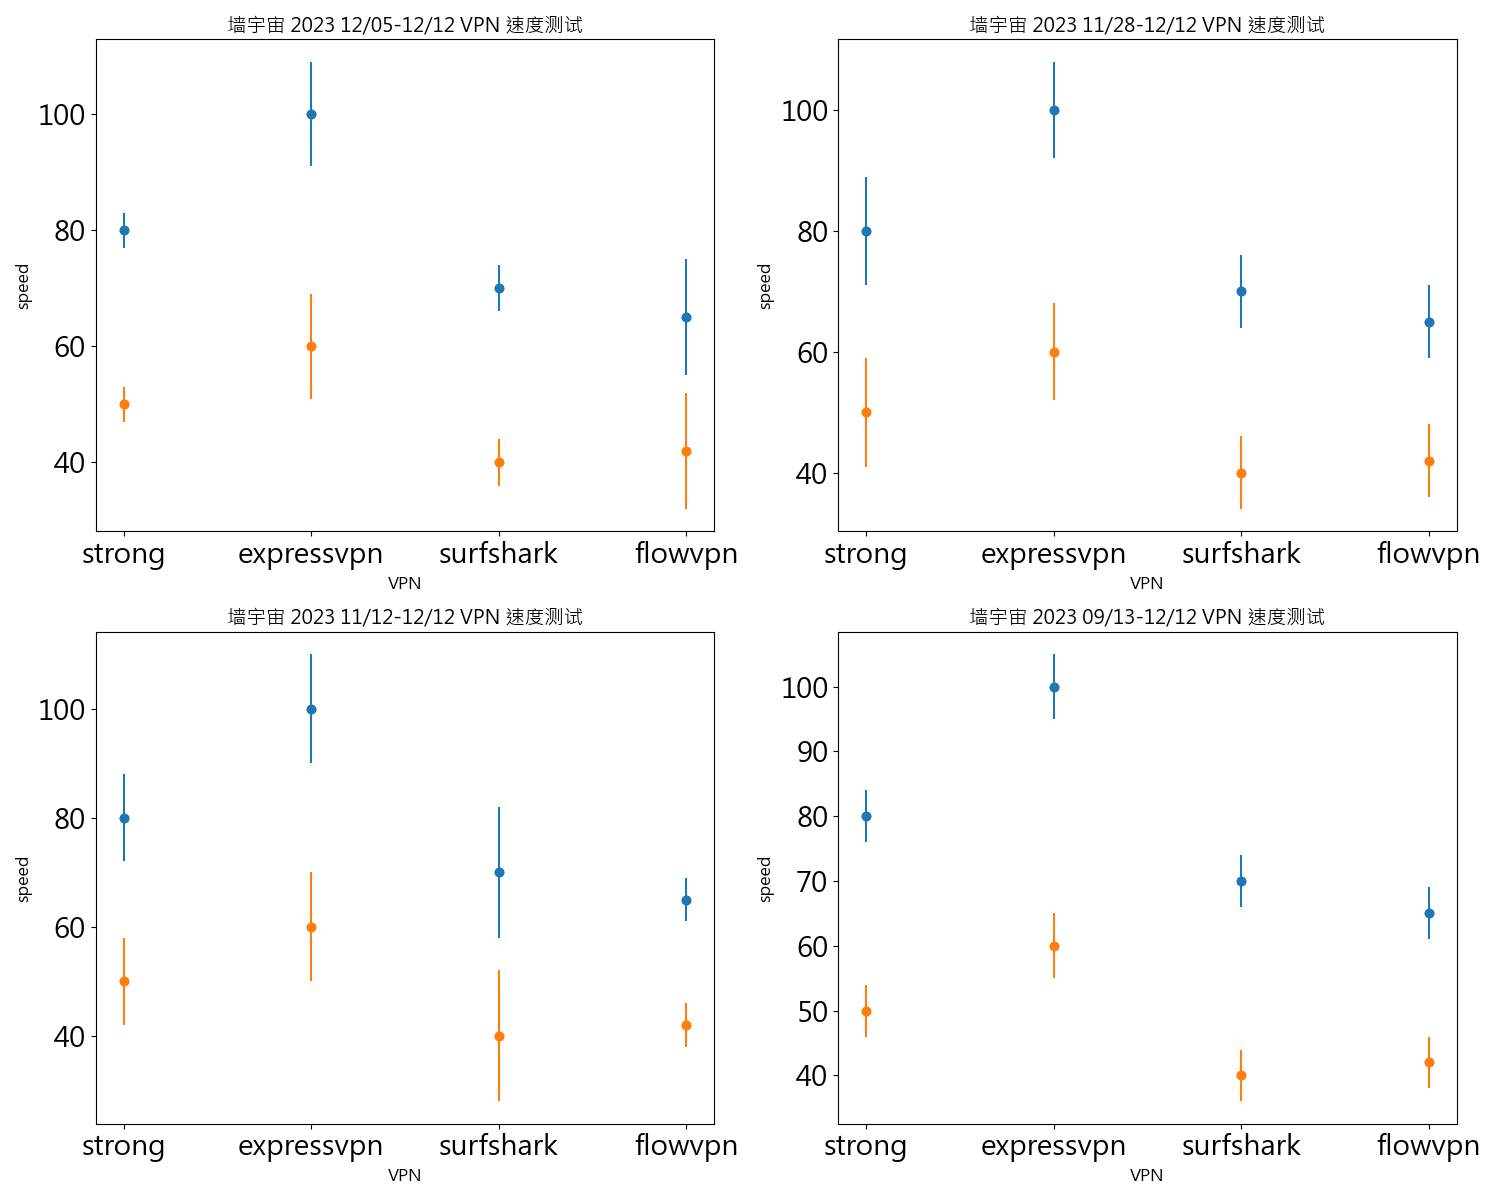 墙宇宙 2023 12/05-12/12 VPN 速度测试
100
80
60
40
speed
strong expressvpn surfshark flowvpn
VPN
墙宇宙 2023 11/28-12/12 VPN 速度测试
100
80
60
40
speed
strong expressvpn surfshark flowvpn
VPN
墙宇宙 2023 11/12-12/12 VPN 速度测试
100
80
60
40
speed
strong expressvpn surfshark flowvpn
VPN
墙宇宙 2023 09/13-12/12 VPN 速度测试
100
90
80
70
60
50
40
speed
strong expressvpn surfshark flowvpn
VPN